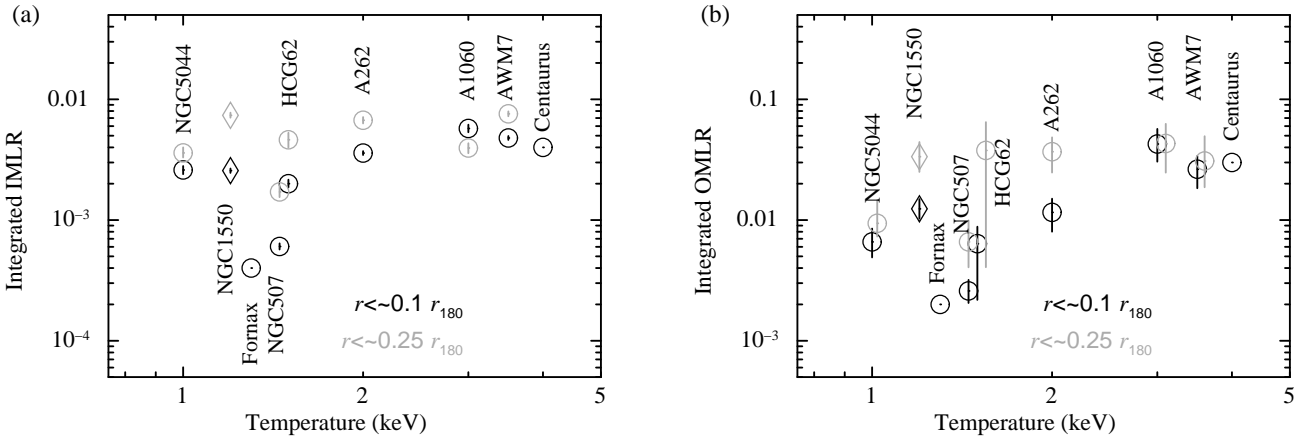 (a)
Integrated IMLR
0.01
10⁻³
10⁻⁴
NGC5044
NGC1550
Fornax
NGC507
HCG62
A262
A1060
AWM7
Centaurus
r<~0.1 r₁₈₀
r<~0.25 r₁₈₀
1
2
5
Temperature (keV)
(b)
Integrated OMLR
0.1
0.01
10⁻³
NGC5044
NGC1550
Fornax
NGC507
HCG62
A262
A1060
AWM7
Centaurus
r<~0.1 r₁₈₀
r<~0.25 r₁₈₀
1
2
5
Temperature (keV)